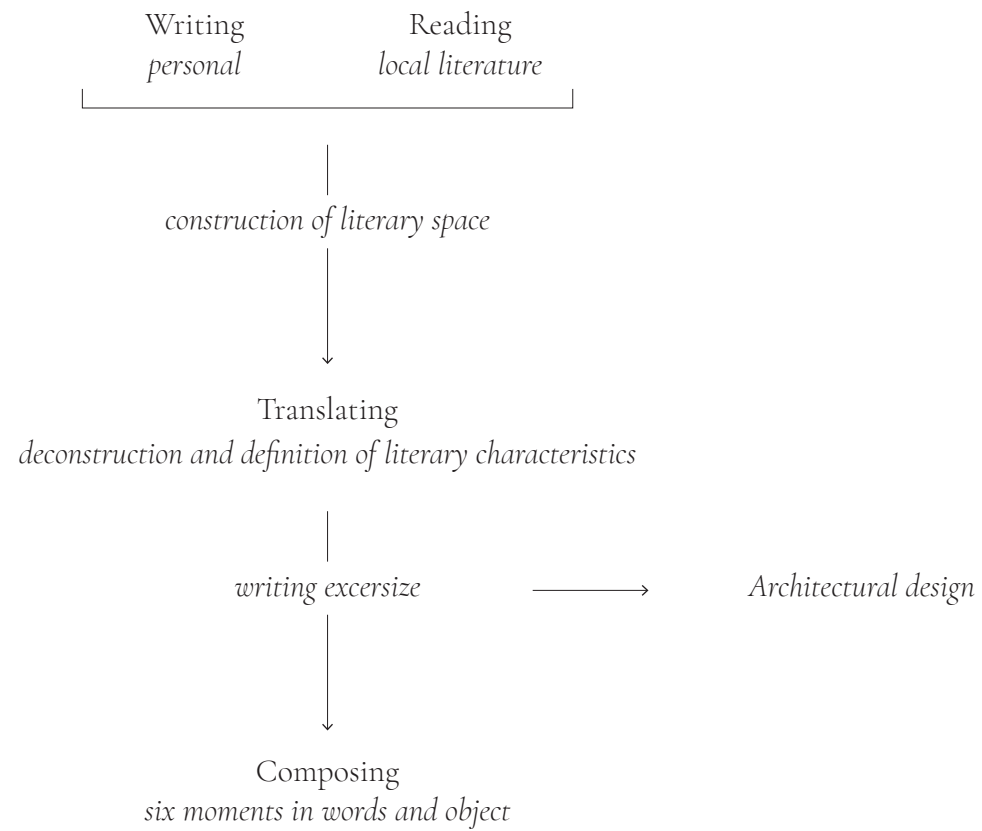 Writing
Reading
personal
local literature
construction of literary space
Translating
deconstruction and definition of literary characteristics
writing excersize
Architectural design
Composing
six moments in words and object